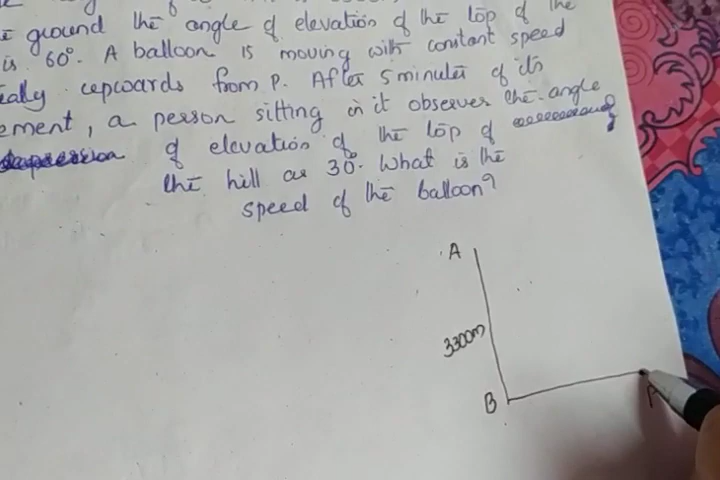 ground the angle of elevation of the top of the
is 60°. A balloon is moving with constant speed
upwards from P. After 5 minutes of its
a person sitting in it observes the angle
of elevation of the top of
the hill as 30°. What is the
speed of the balloon?
A
3300m
B
P